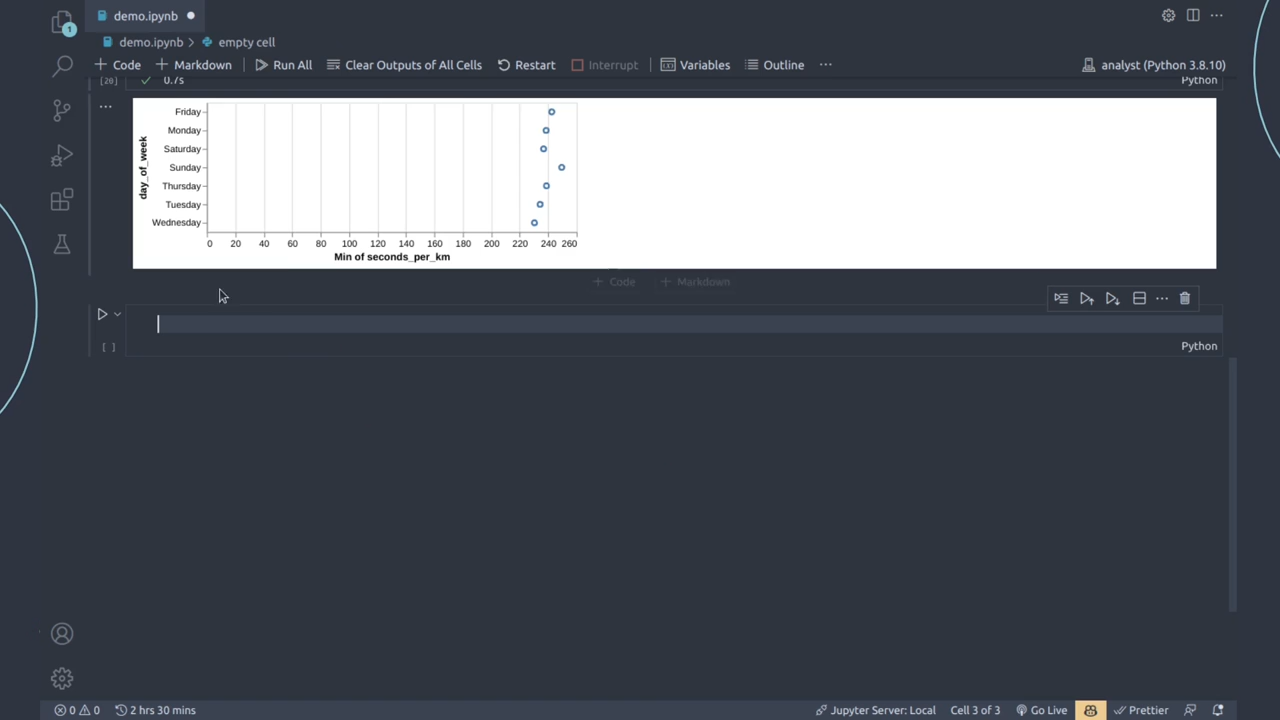 demo.ipynb
demo.ipynb > empty cell
1
+ Code + Markdown Run All Clear Outputs of All Cells Restart Interrupt Variables Outline ··· analyst (Python 3.8.10)
[20] 0.7s Python
Friday
Monday
Saturday
Sunday
Thursday
Tuesday
Wednesday
day_of_week
0 20 40 60 80 100 120 140 160 180 200 220 240 260
Min of seconds_per_km
+ Code + Markdown
[ ] Python
0 0 2 hrs 30 mins Jupyter Server: Local Cell 3 of 3 Go Live Prettier